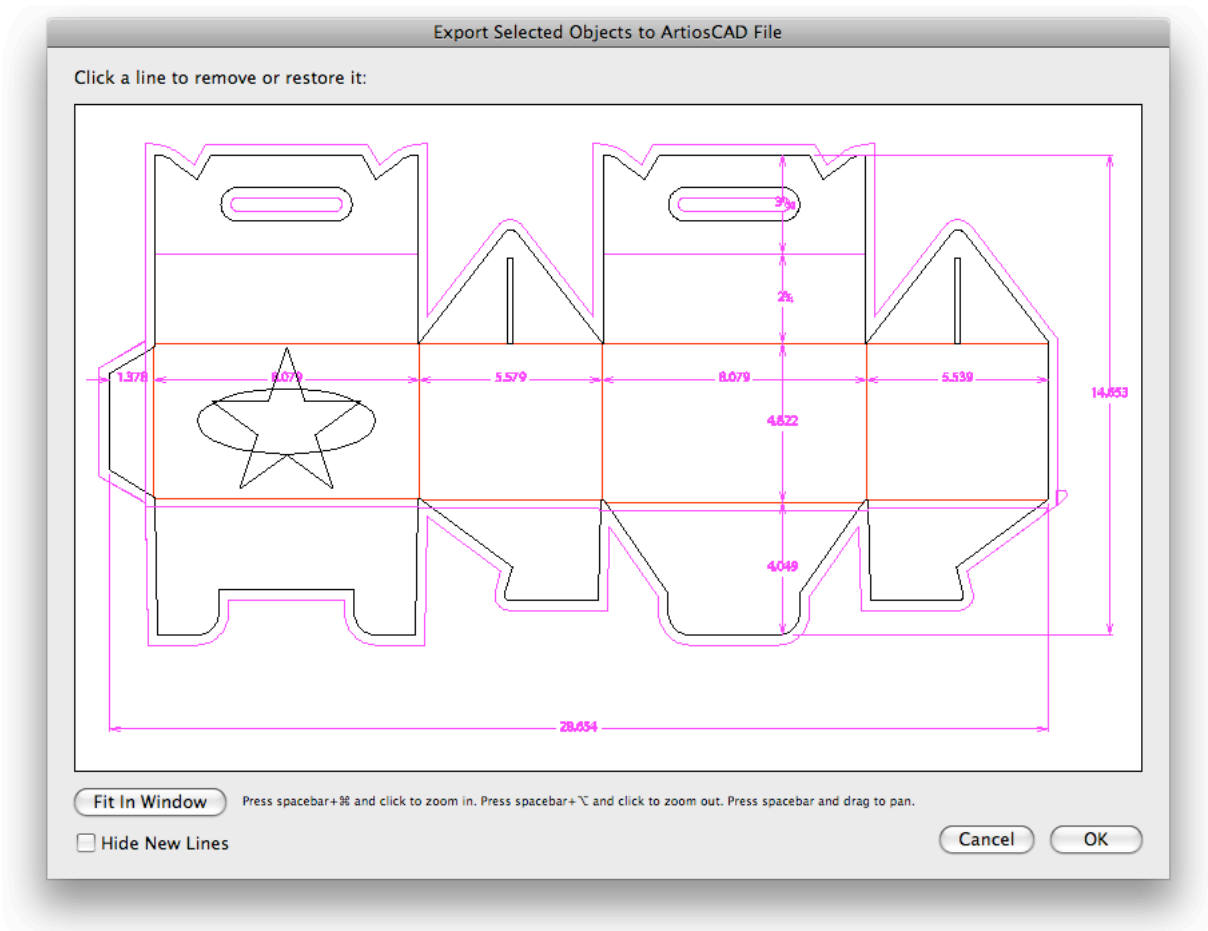 Export Selected Objects to ArtiosCAD File
Click a line to remove or restore it:
1.378 8.079 5.579 8.079 5.539
14.653
4.822
4.049
28.654
Fit In Window Press spacebar+⌘ and click to zoom in. Press spacebar+⌥ and click to zoom out. Press spacebar and drag to pan.
Hide New Lines
Cancel OK